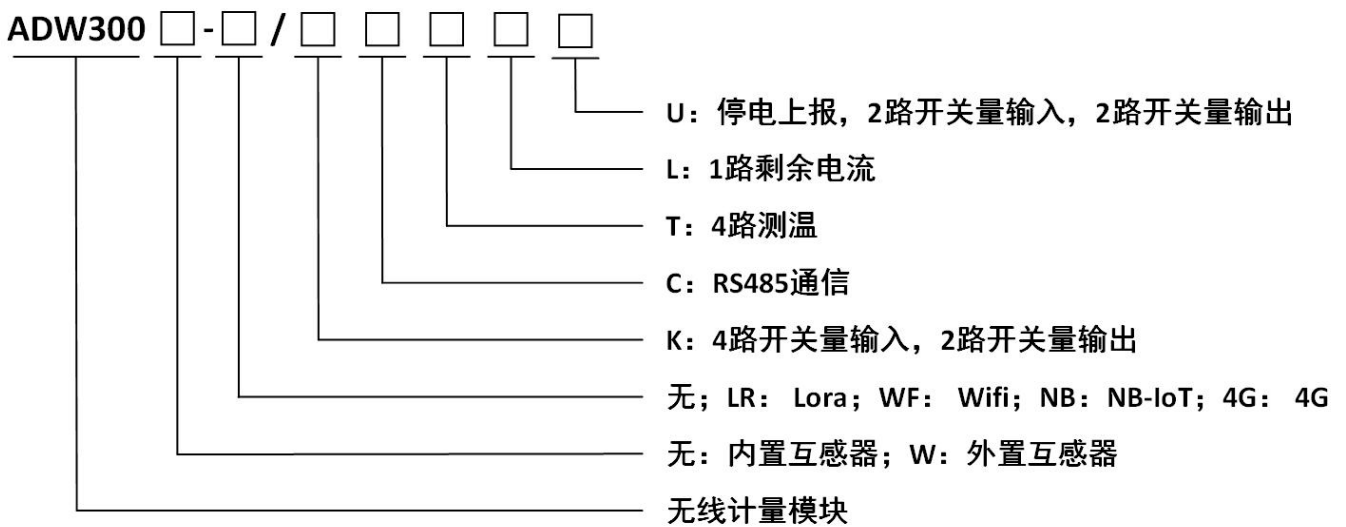 ADW300 □-□/□ □ □ □ □
U：停电上报，2路开关量输入，2路开关量输出
L：1路剩余电流
T：4路测温
C：RS485通信
K：4路开关量输入，2路开关量输出
无；LR： Lora；WF： Wifi；NB：NB-IoT；4G： 4G
无：内置互感器；W：外置互感器
无线计量模块